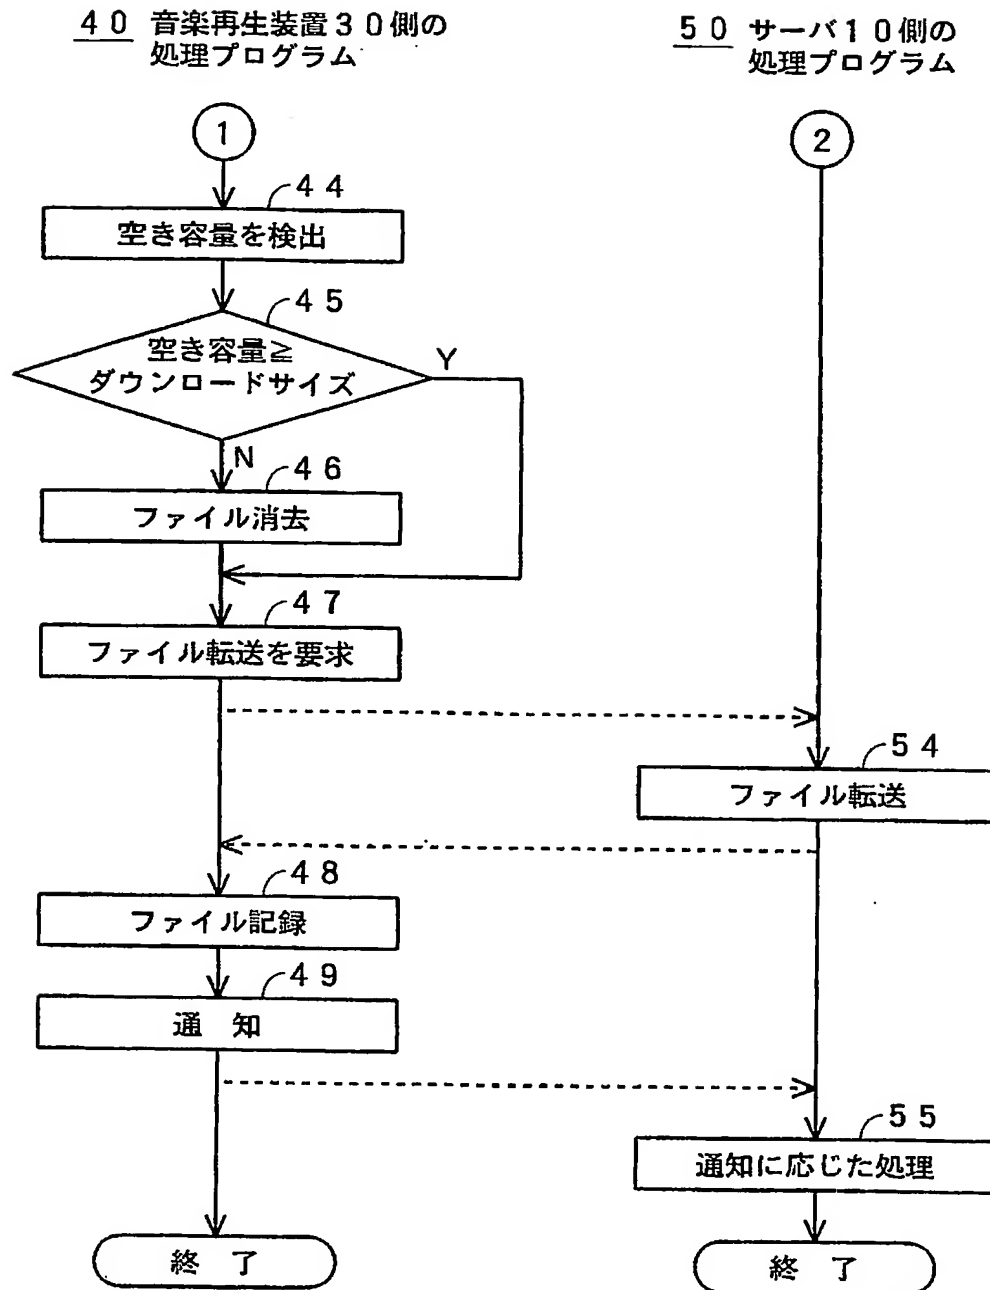 ４０ 音楽再生装置３０側の
処理プログラム
５０ サーバ１０側の
処理プログラム
1
2
４４
空き容量を検出
４５
空き容量≧
ダウンロードサイズ
Y
N
４６
ファイル消去
４７
ファイル転送を要求
５４
ファイル転送
４８
ファイル記録
４９
通　知
５５
通知に応じた処理
終　了
終　了